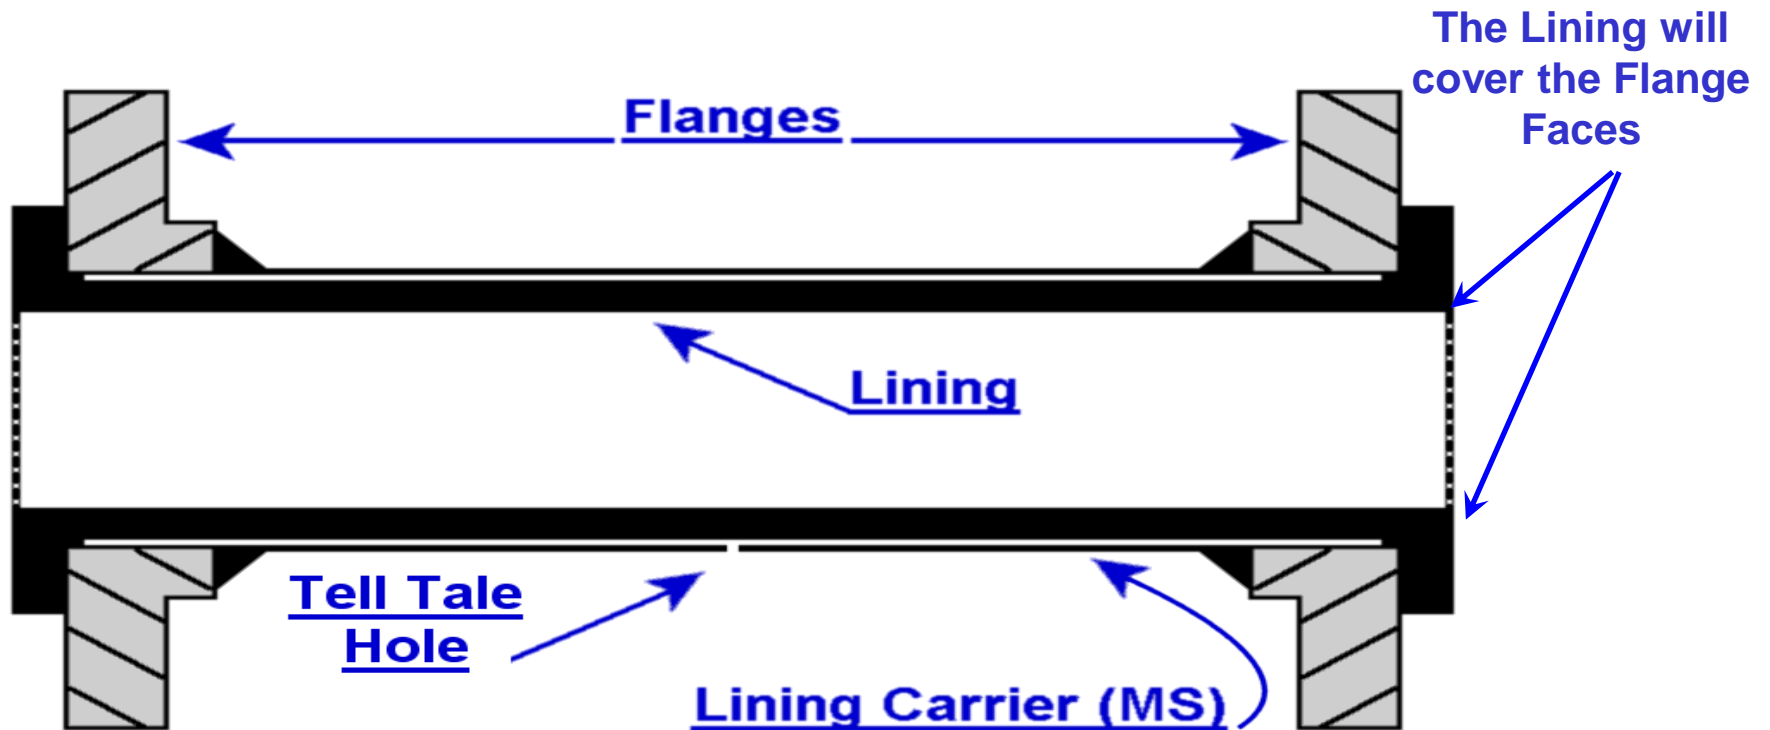 The Lining will
cover the Flange
Faces
Flanges
Lining
Tell Tale
Hole
Lining Carrier (MS)